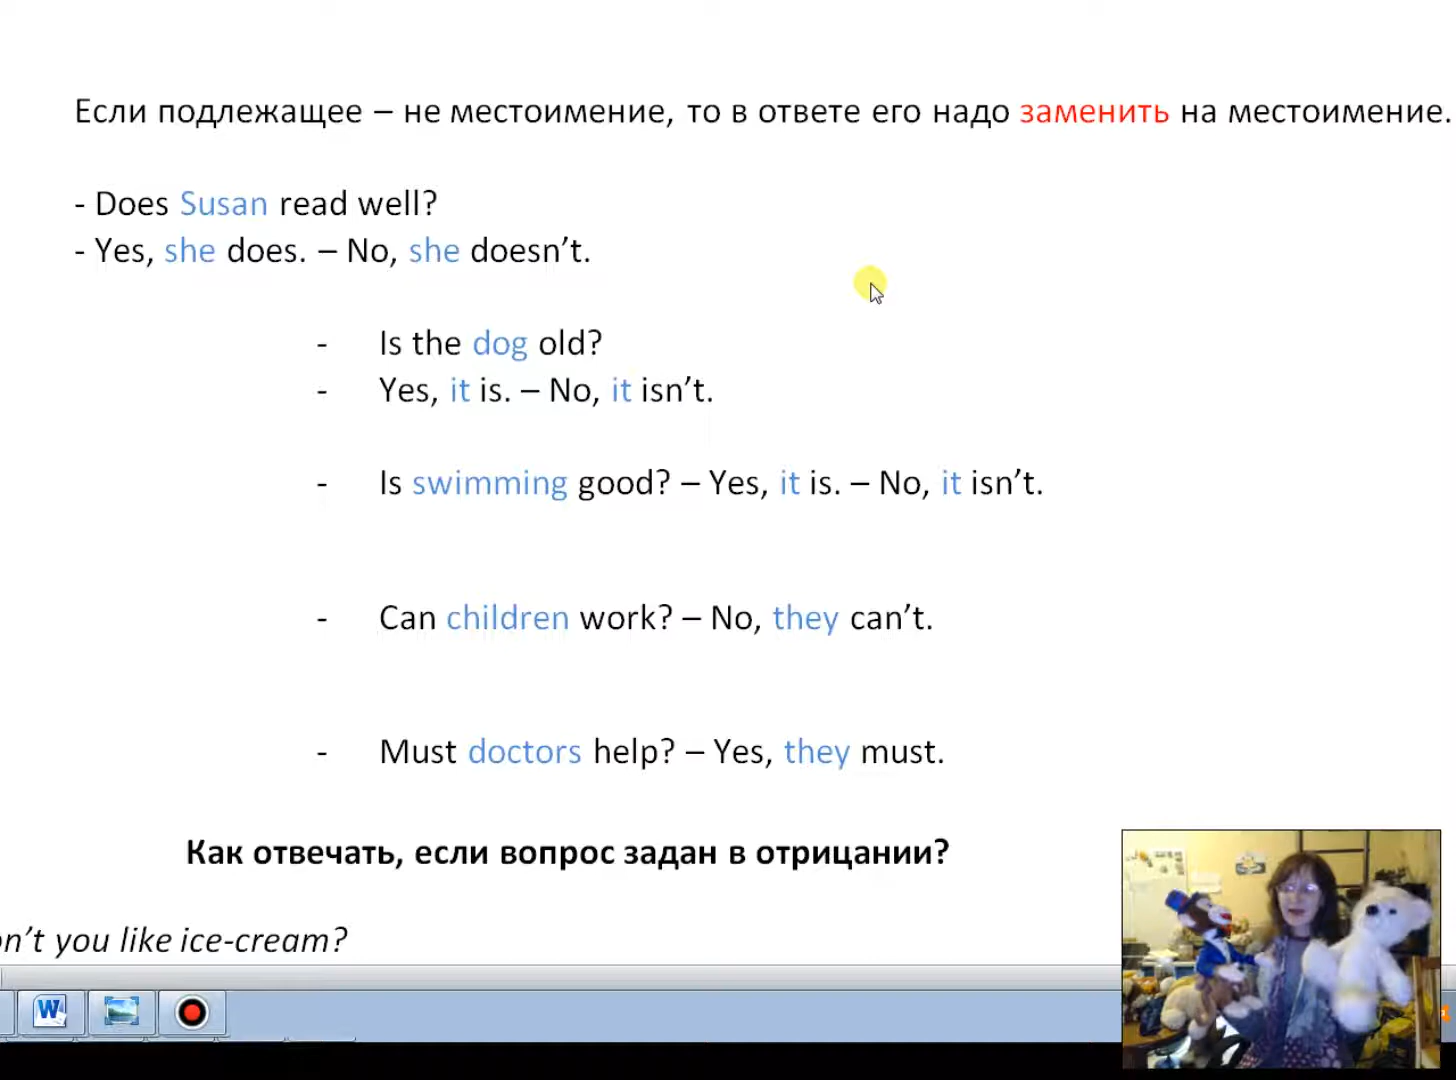 Если подлежащее – не местоимение, то в ответе его надо заменить на местоимение.
- Does Susan read well?
- Yes, she does. – No, she doesn’t.
- Is the dog old?
- Yes, it is. – No, it isn’t.
- Is swimming good? – Yes, it is. – No, it isn’t.
- Can children work? – No, they can’t.
- Must doctors help? – Yes, they must.
Как отвечать, если вопрос задан в отрицании?
n’t you like ice-cream?
W